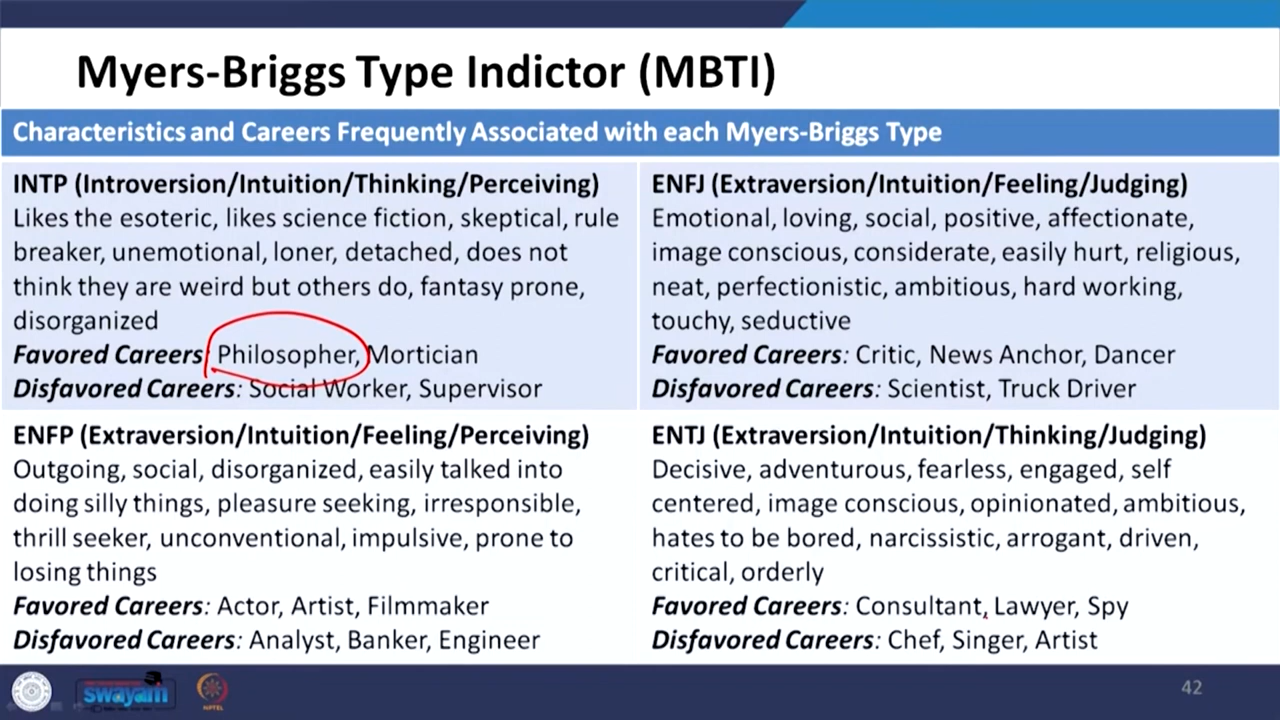 Myers-Briggs Type Indictor (MBTI)
Characteristics and Careers Frequently Associated with each Myers-Briggs Type
INTP (Introversion/Intuition/Thinking/Perceiving)
Likes the esoteric, likes science fiction, skeptical, rule
breaker, unemotional, loner, detached, does not
think they are weird but others do, fantasy prone,
disorganized
Favored Careers: Philosopher, Mortician
Disfavored Careers: Social Worker, Supervisor
ENFJ (Extraversion/Intuition/Feeling/Judging)
Emotional, loving, social, positive, affectionate,
image conscious, considerate, easily hurt, religious,
neat, perfectionistic, ambitious, hard working,
touchy, seductive
Favored Careers: Critic, News Anchor, Dancer
Disfavored Careers: Scientist, Truck Driver
ENFP (Extraversion/Intuition/Feeling/Perceiving)
Outgoing, social, disorganized, easily talked into
doing silly things, pleasure seeking, irresponsible,
thrill seeker, unconventional, impulsive, prone to
losing things
Favored Careers: Actor, Artist, Filmmaker
Disfavored Careers: Analyst, Banker, Engineer
ENTJ (Extraversion/Intuition/Thinking/Judging)
Decisive, adventurous, fearless, engaged, self
centered, image conscious, opinionated, ambitious,
hates to be bored, narcissistic, arrogant, driven,
critical, orderly
Favored Careers: Consultant, Lawyer, Spy
Disfavored Careers: Chef, Singer, Artist
swayam
NPTEL
42